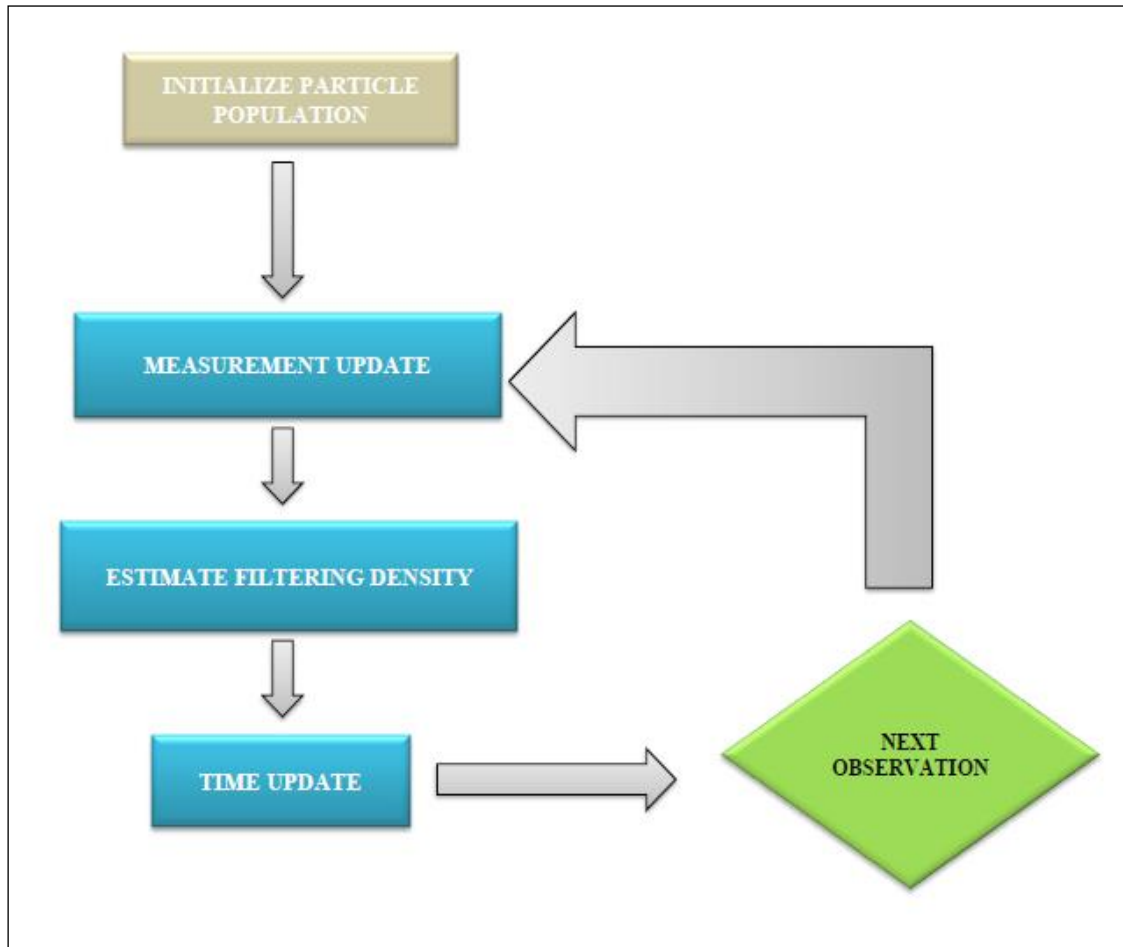 INITIALIZE PARTICLE
POPULATION
MEASUREMENT UPDATE
ESTIMATE FILTERING DENSITY
TIME UPDATE
NEXT
OBSERVATION